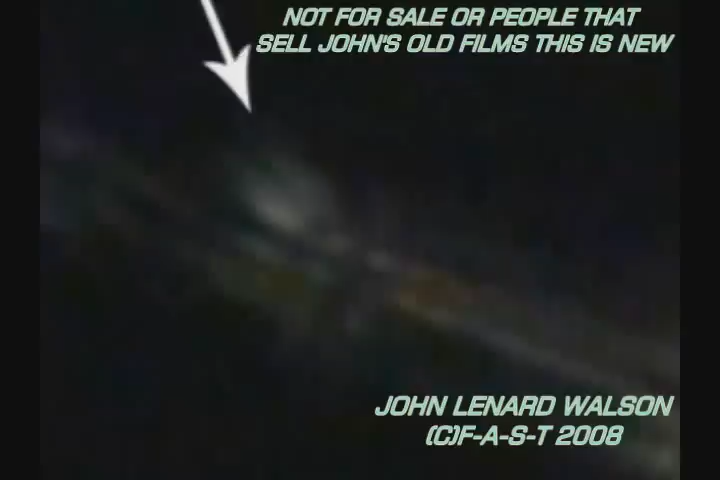 NOT FOR SALE OR PEOPLE THAT
SELL JOHN'S OLD FILMS THIS IS NEW
JOHN LENARD WALSON
(C)F-A-S-T 2008